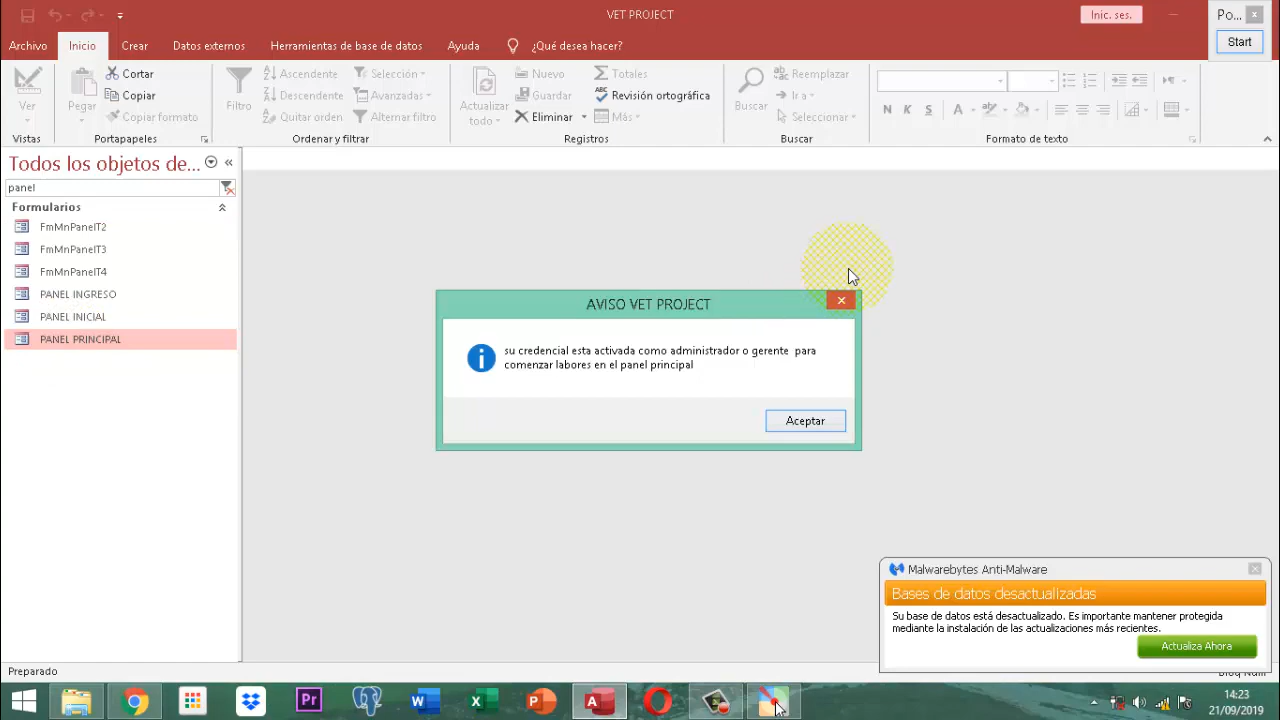 VET PROJECT
Inic. ses.
Po...
Start
Archivo Inicio Crear Datos externos Herramientas de base de datos Ayuda ¿Qué desea hacer?
Ver
Pegar
Cortar
Copiar
Copiar formato
Filtro
Ascendente
Descendente
Quitar orden
Selección
Avanzadas
Alternar filtro
Actualizar
todo
Nuevo
Guardar
Eliminar
Totales
Revisión ortográfica
Más
Buscar
Reemplazar
Ir a
Seleccionar
N K S
Vistas Portapapeles Ordenar y filtrar Registros Buscar Formato de texto
Todos los objetos de...
panel
Formularios
FmMnPanelT2
FmMnPanelT3
FmMnPanelT4
PANEL INGRESO
PANEL INICIAL
PANEL PRINCIPAL
AVISO VET PROJECT
su credencial esta activada como administrador o gerente para
comenzar labores en el panel principal
Aceptar
Malwarebytes Anti-Malware
Bases de datos desactualizadas
Su base de datos está desactualizado. Es importante mantener protegida
mediante la instalación de las actualizaciones más recientes.
Actualiza Ahora
Preparado
Bloq Núm
14:23
21/09/2019